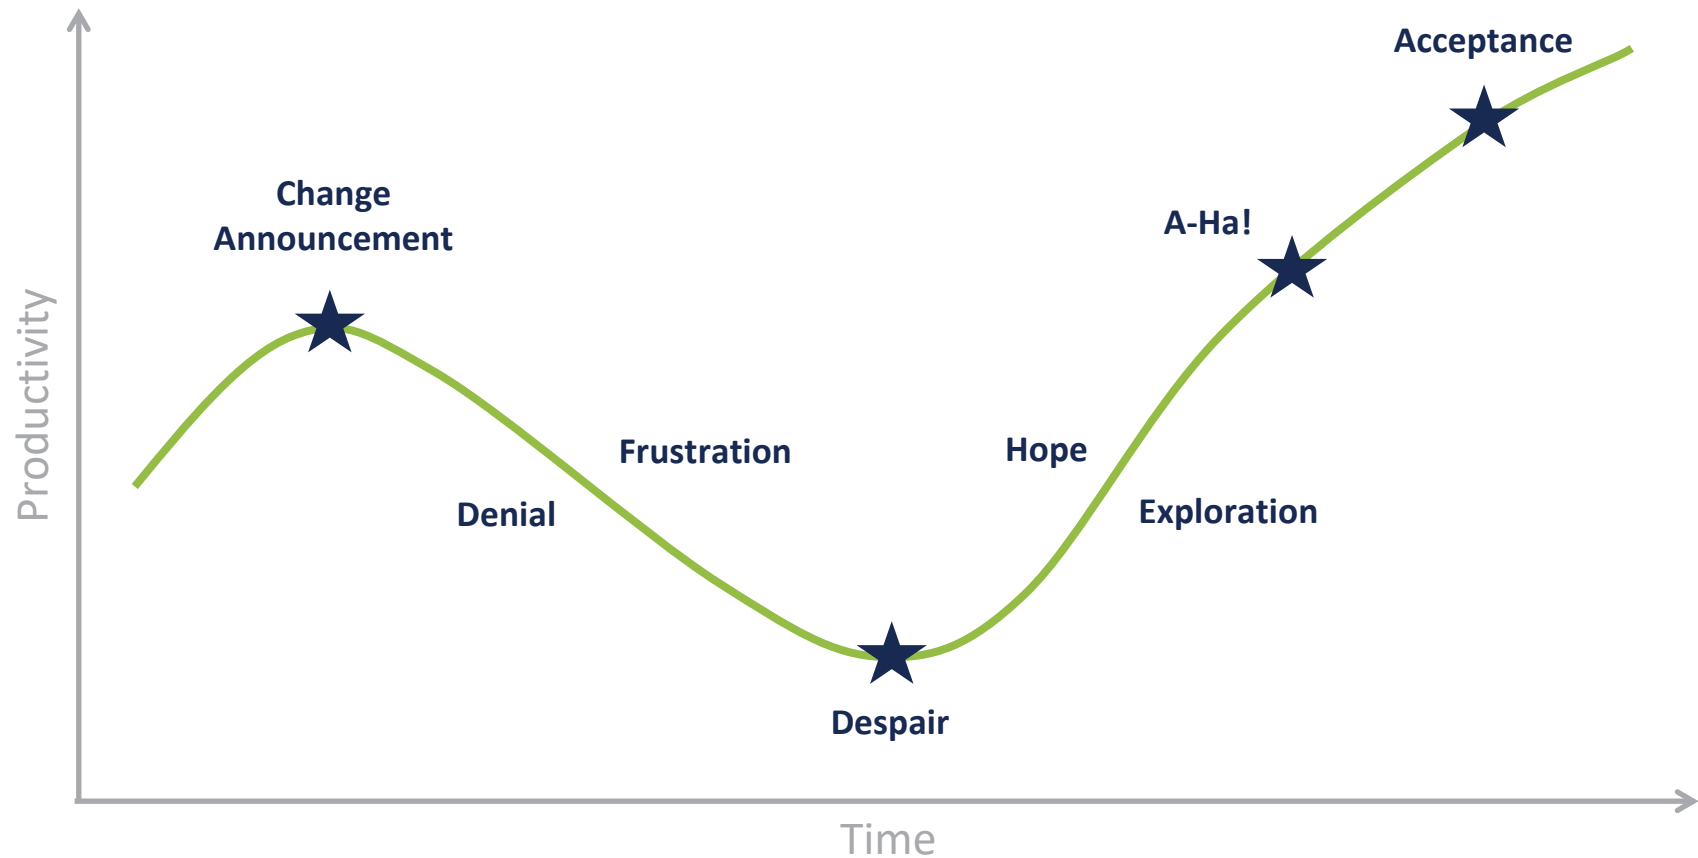 Acceptance
Change
Announcement
A-Ha!
Productivity
Frustration
Hope
Denial
Exploration
Despair
Time